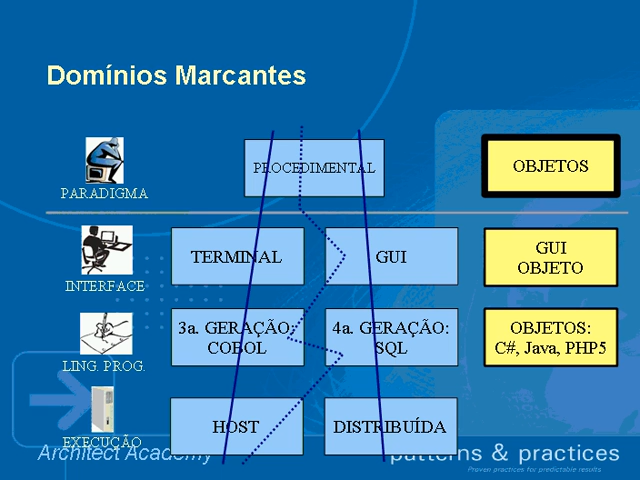 Domínios Marcantes
PARADIGMA
PROCEDIMENTAL
OBJETOS
INTERFACE
TERMINAL
GUI
GUI
OBJETO
LING. PROG.
3a. GERAÇÃO:
COBOL
4a. GERAÇÃO:
SQL
OBJETOS:
C#, Java, PHP5
EXECUÇÃO
HOST
DISTRIBUÍDA
Architect Academy
patterns & practices
Proven practices for predictable results